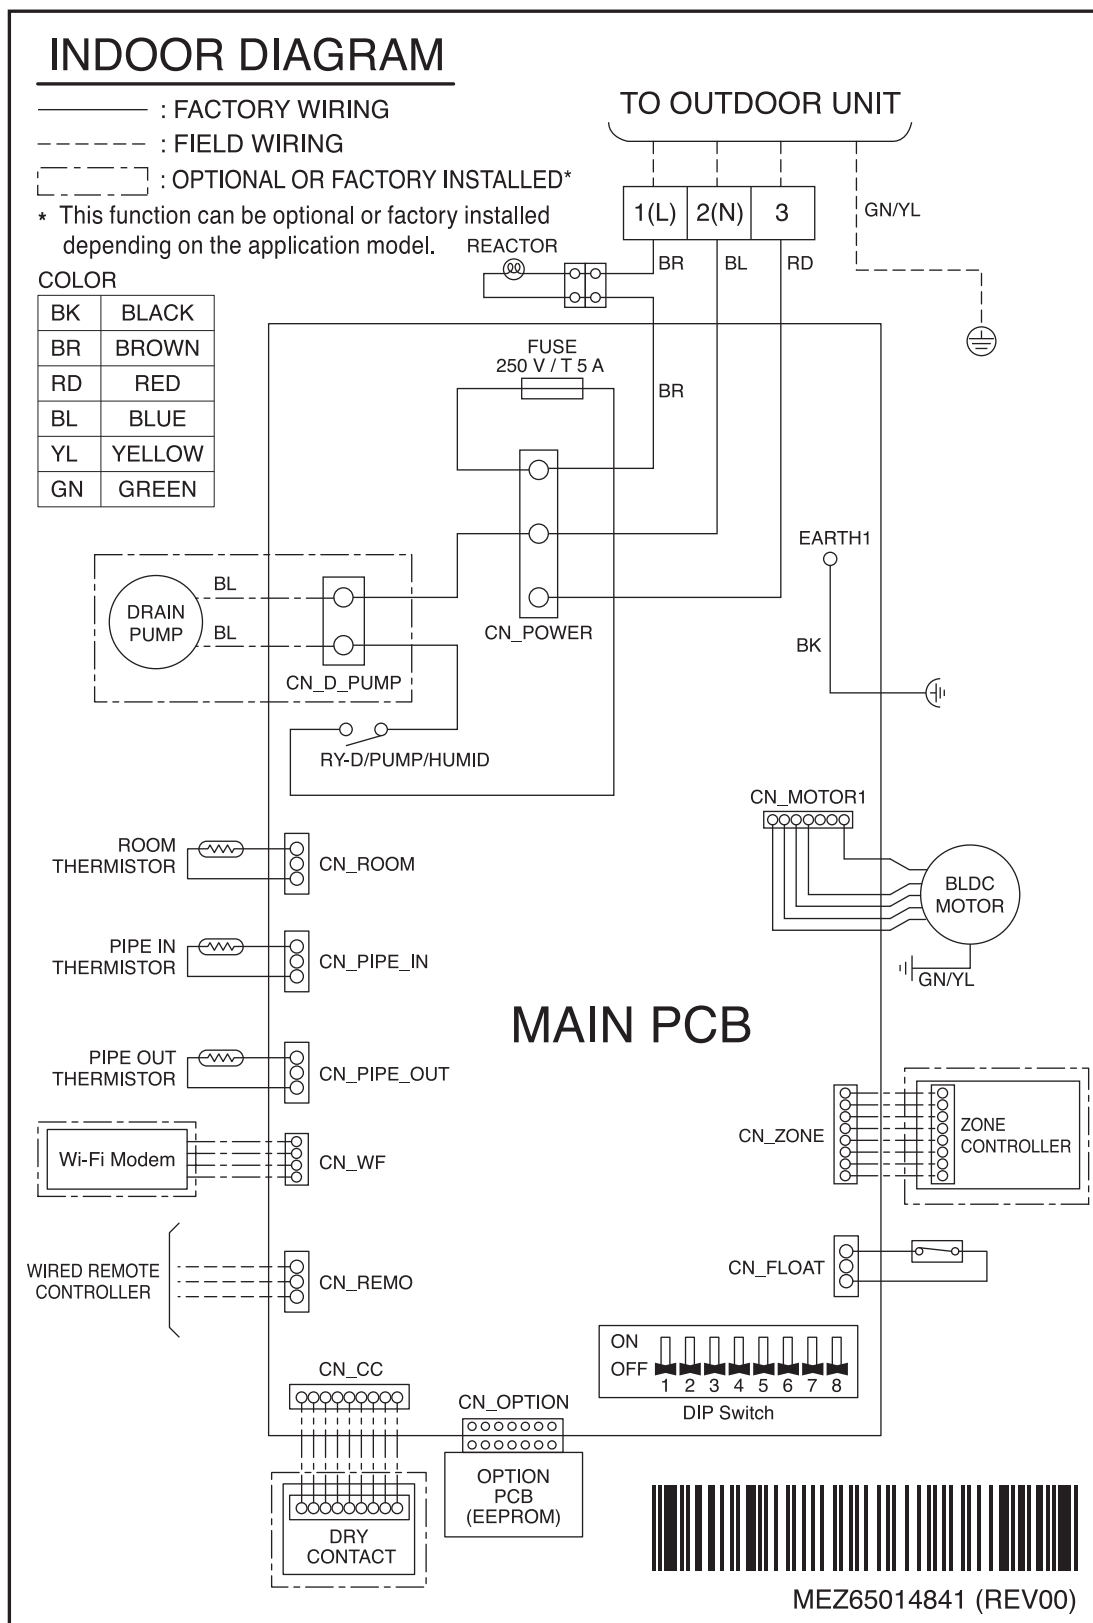 INDOOR DIAGRAM
: FACTORY WIRING
: FIELD WIRING
: OPTIONAL OR FACTORY INSTALLED*
* This function can be optional or factory installed
depending on the application model.
COLOR
BK BLACK
BR BROWN
RD RED
BL BLUE
YL YELLOW
GN GREEN
TO OUTDOOR UNIT
1(L) 2(N) 3
GN/YL
REACTOR
BR BL RD
FUSE
250 V / T 5 A
BR
CN_POWER
EARTH1
BK
DRAIN
PUMP
BL
BL
CN_D_PUMP
RY-D/PUMP/HUMID
CN_MOTOR1
BLDC
MOTOR
GN/YL
ROOM
THERMISTOR
CN_ROOM
PIPE IN
THERMISTOR
CN_PIPE_IN
MAIN PCB
PIPE OUT
THERMISTOR
CN_PIPE_OUT
Wi-Fi Modem
CN_WF
CN_ZONE
ZONE
CONTROLLER
WIRED REMOTE
CONTROLLER
CN_REMO
CN_FLOAT
ON
OFF
1 2 3 4 5 6 7 8
DIP Switch
CN_CC
DRY
CONTACT
CN_OPTION
OPTION
PCB
(EEPROM)
MEZ65014841 (REV00)